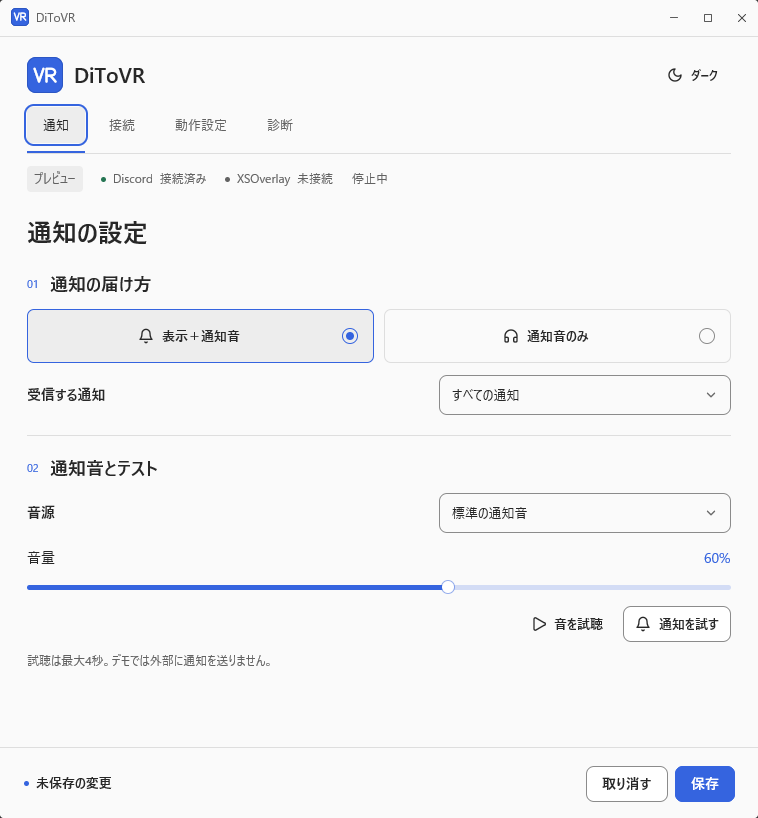 VR DiToVR
VR DiToVR
ダーク
通知 接続 動作設定 診断
プレビュー Discord 接続済み XSOverlay 未接続 停止中
通知の設定
01 通知の届け方
表示＋通知音 通知音のみ
受信する通知 すべての通知
02 通知音とテスト
音源 標準の通知音
音量 60%
音を試聴 通知を試す
試聴は最大4秒。デモでは外部に通知を送りません。
未保存の変更 取り消す 保存